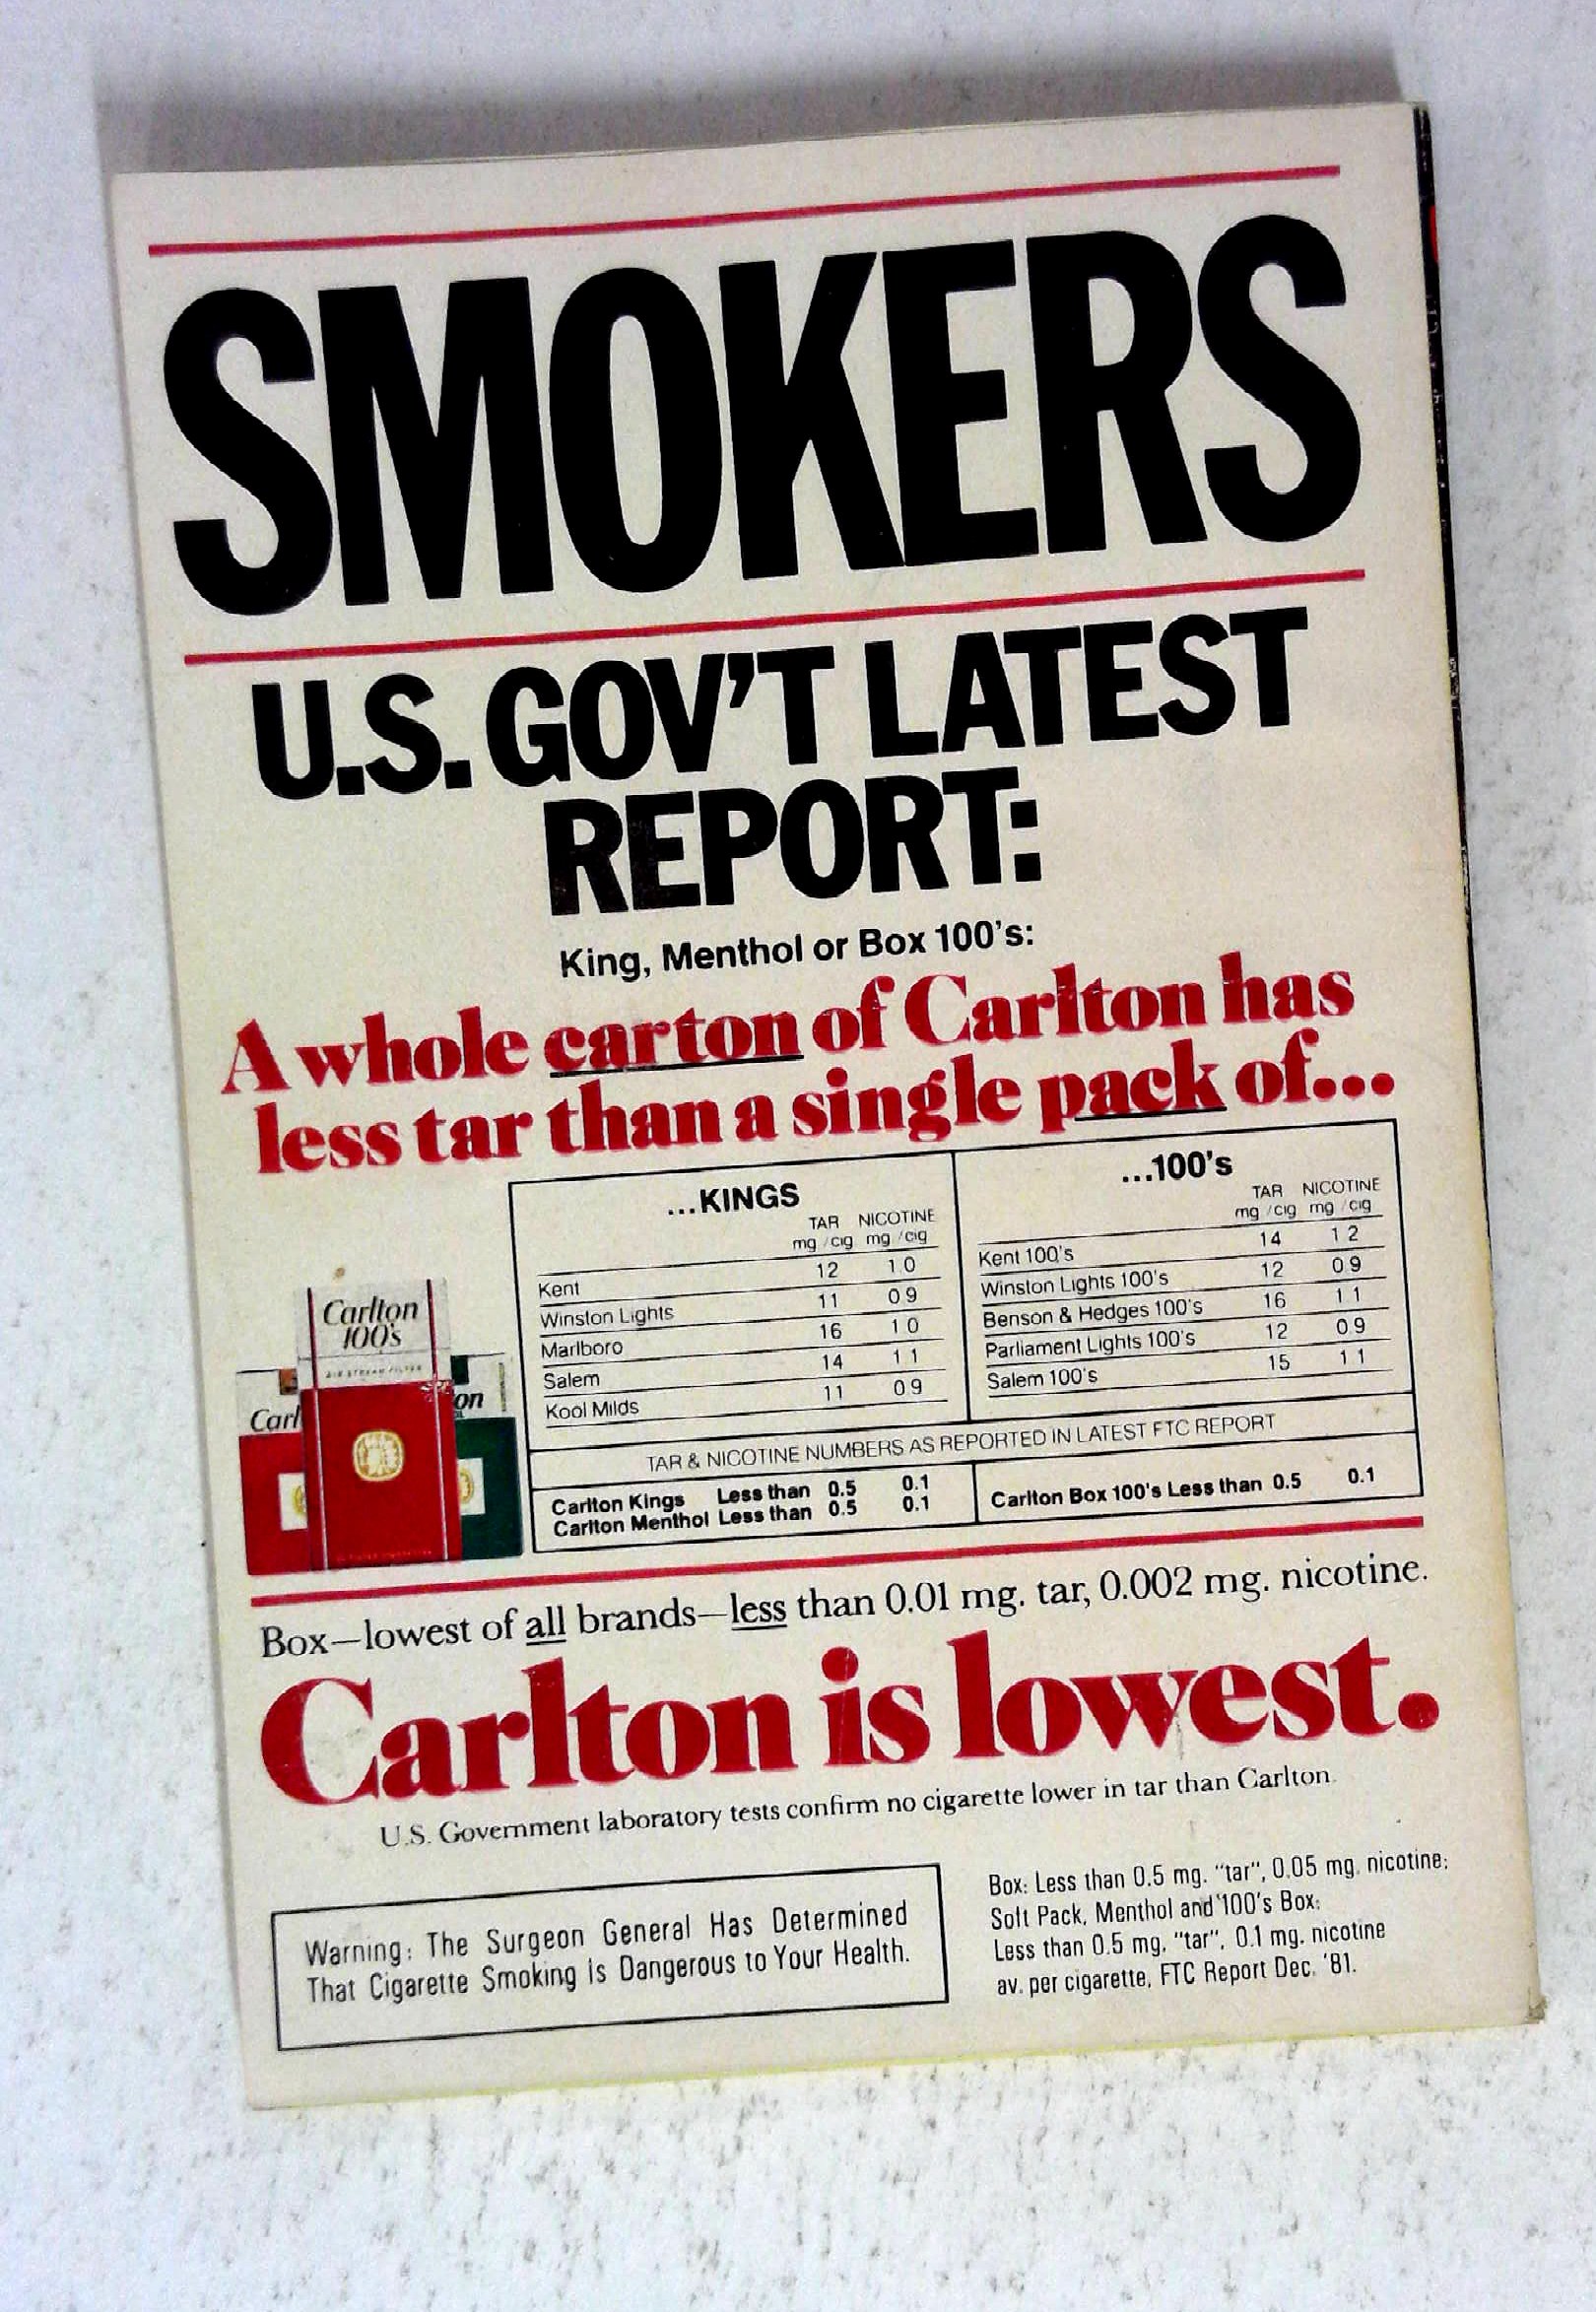 SMOKERS
U.S. GOV'T LATEST
REPORT:
King, Menthol or Box 100's:
A whole carton of Carlton has
less tar than a single pack of...
...KINGS
TAR NICOTINE
mg/cig mg/cig
Kent 12 1.0
Winston Lights 11 0.9
Marlboro 16 1.0
Salem 14 1.1
Kool Milds 11 0.9
...100's
TAR NICOTINE
mg/cig mg/cig
Kent 100's 14 1.2
Winston Lights 100's 12 0.9
Benson & Hedges 100's 16 1.1
Parliament Lights 100's 12 0.9
Salem 100's 15 1.1
TAR & NICOTINE NUMBERS AS REPORTED IN LATEST FTC REPORT
Carlton Kings Less than 0.5 0.1
Carlton Menthol Less than 0.5 0.1
Carlton Box 100's Less than 0.5 0.1
Carlton
100's
AIR STREAM FILTER
Carl
on
Box—lowest of all brands—less than 0.01 mg. tar, 0.002 mg. nicotine.
Carlton is lowest.
U.S. Government laboratory tests confirm no cigarette lower in tar than Carlton.
Warning: The Surgeon General Has Determined
That Cigarette Smoking Is Dangerous to Your Health.
Box: Less than 0.5 mg. "tar", 0.05 mg. nicotine;
Soft Pack, Menthol and 100's Box:
Less than 0.5 mg. "tar", 0.1 mg. nicotine
av. per cigarette, FTC Report Dec. '81.